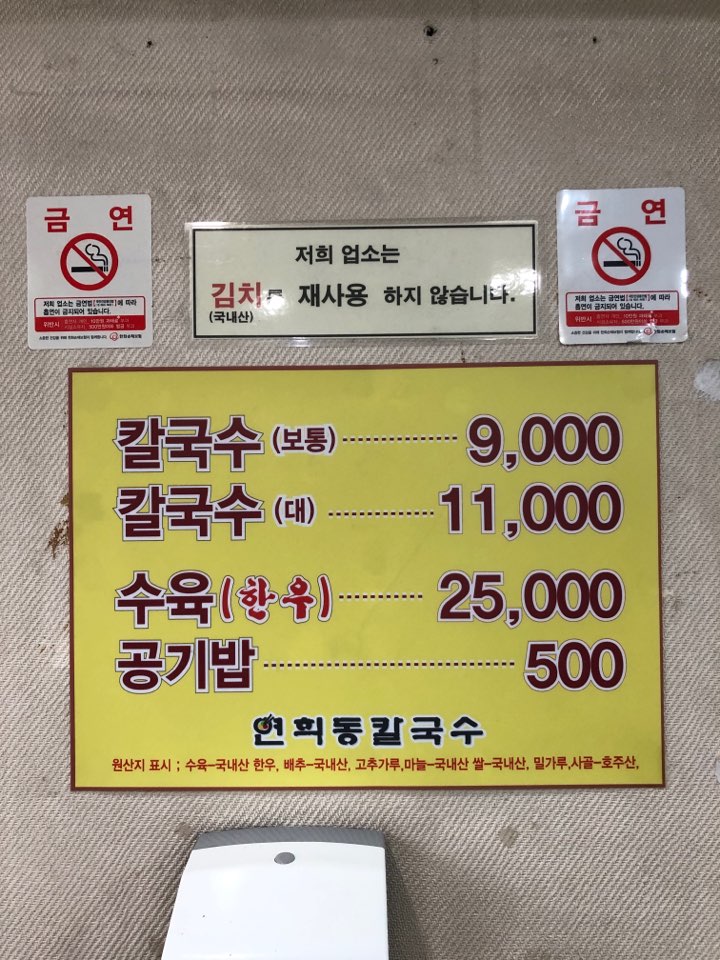 금 연
저희 업소는 금연법에 따라
흡연이 금지되어 있습니다.
위반시
저희 업소는
김치를 재사용 하지 않습니다.
(국내산)
금 연
저희 업소는 금연법에 따라
흡연이 금지되어 있습니다.
위반시
칼국수 (보통) 9,000
칼국수 (대) 11,000
수육(한우) 25,000
공기밥 500
연희동칼국수
원산지 표시 ; 수육-국내산 한우, 배추-국내산, 고추가루,마늘-국내산 쌀-국내산, 밀가루,사골-호주산,